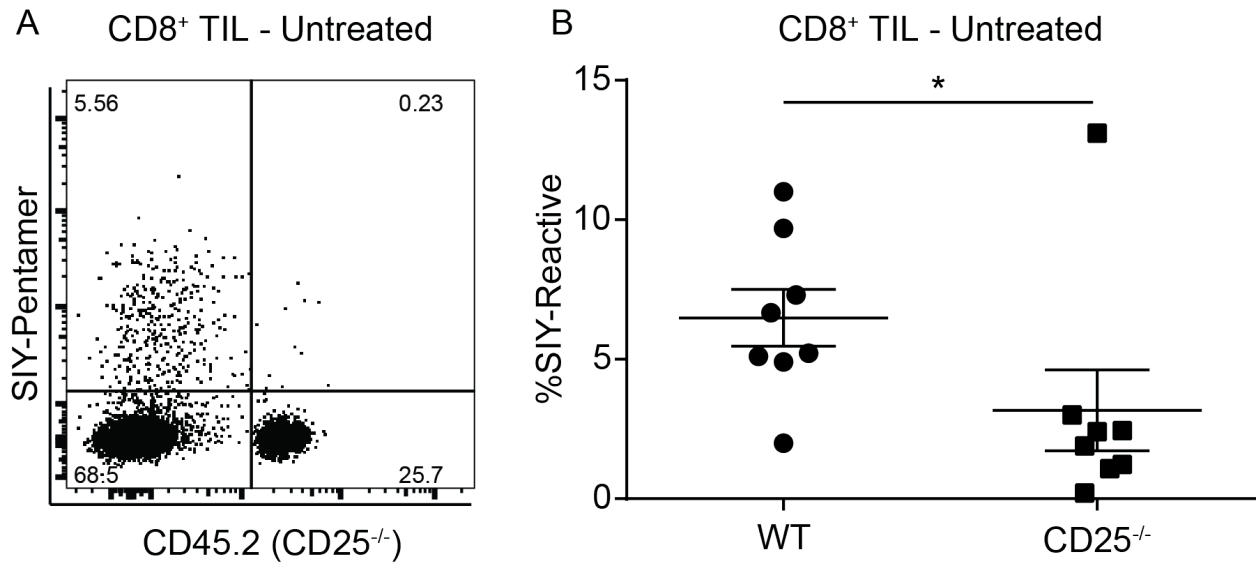 A
CD8⁺ TIL - Untreated
5.56
0.23
SIY-Pentamer
68.5
25.7
CD45.2 (CD25⁻/⁻)
B
CD8⁺ TIL - Untreated
15
*
10
%SIY-Reactive
5
0
WT
CD25⁻/⁻